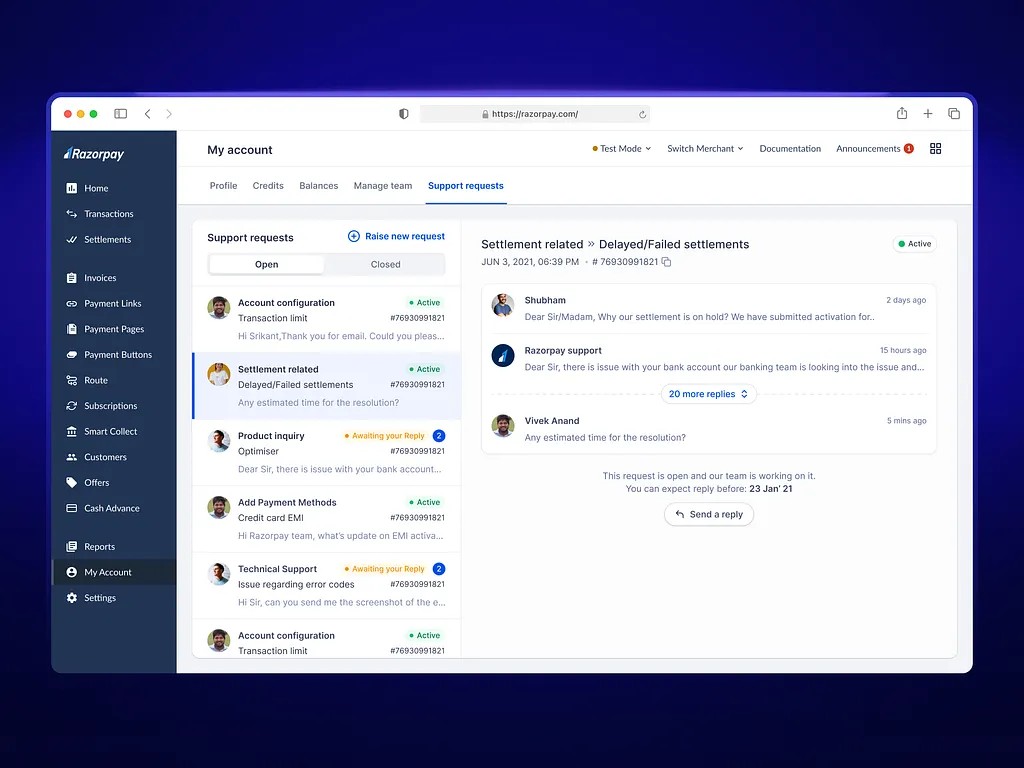 https://razorpay.com/
Razorpay
Home
Transactions
Settlements
Invoices
Payment Links
Payment Pages
Payment Buttons
Route
Subscriptions
Smart Collect
Customers
Offers
Cash Advance
Reports
My Account
Settings
My account
Test Mode
Switch Merchant
Documentation
Announcements 1
Profile
Credits
Balances
Manage team
Support requests
Support requests
Raise new request
Open
Closed
Account configuration
Active
Transaction limit
#76930991821
Hi Srikant,Thank you for email. Could you pleas...
Settlement related
Active
Delayed/Failed settlements
#76930991821
Any estimated time for the resolution?
Product inquiry
Awaiting your Reply 2
Optimiser
#76930991821
Dear Sir, there is issue with your bank account...
Add Payment Methods
Active
Credit card EMI
#76930991821
Hi Razorpay team, what's update on EMI activa...
Technical Support
Awaiting your Reply 2
Issue regarding error codes
#76930991821
Hi Sir, can you send me the screenshot of the e...
Account configuration
Active
Transaction limit
#76930991821
Settlement related » Delayed/Failed settlements
Active
JUN 3, 2021, 06:39 PM · # 76930991821
Shubham
2 days ago
Dear Sir/Madam, Why our settlement is on hold? We have submitted activation for..
Razorpay support
15 hours ago
Dear Sir, there is issue with your bank account our banking team is looking into the issue and...
20 more replies
Vivek Anand
5 mins ago
Any estimated time for the resolution?
This request is open and our team is working on it.
You can expect reply before: 23 Jan' 21
Send a reply